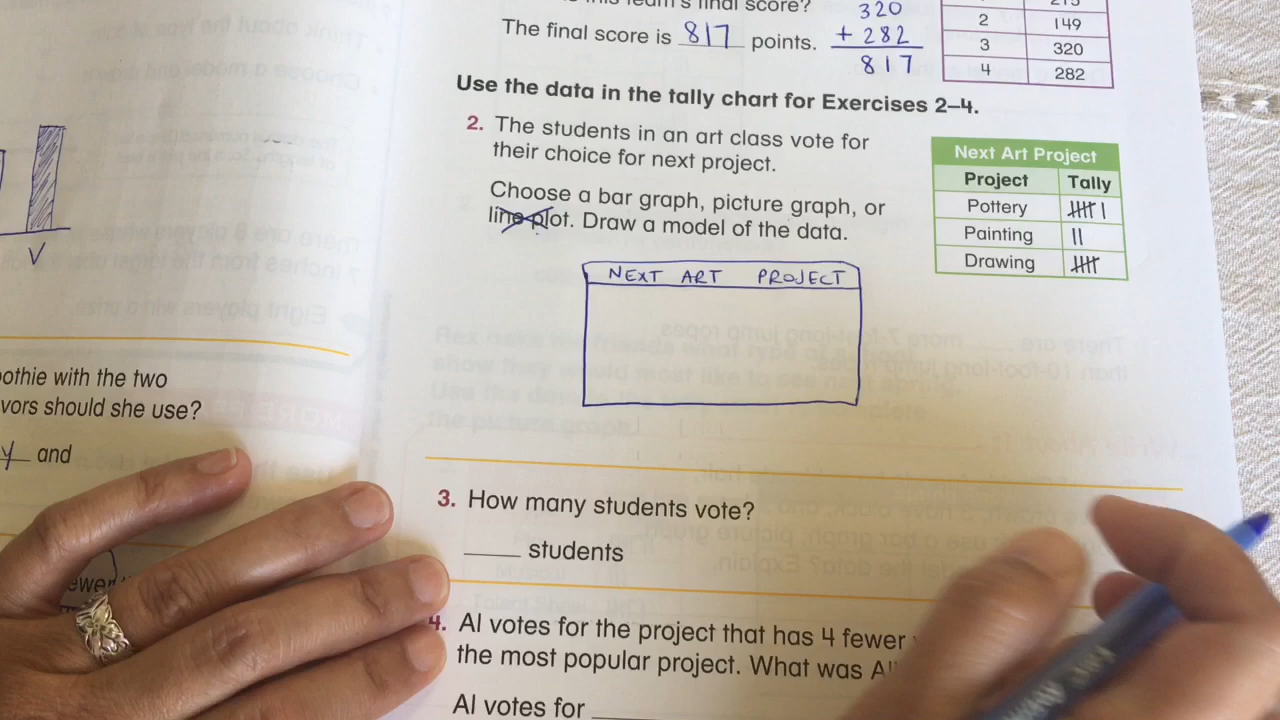 this team's final score?
The final score is 817 points.
320
+ 282
817
215
2 149
3 320
4 282
Use the data in the tally chart for Exercises 2–4.
2. The students in an art class vote for
their choice for next project.
Choose a bar graph, picture graph, or
line plot. Draw a model of the data.
Next Art Project
Project Tally
Pottery
Painting
Drawing
NEXT ART PROJECT
3. How many students vote?
students
4. Al votes for the project that has 4 fewer
the most popular project. What was
Al votes for
V
with the two
should she use?
y and